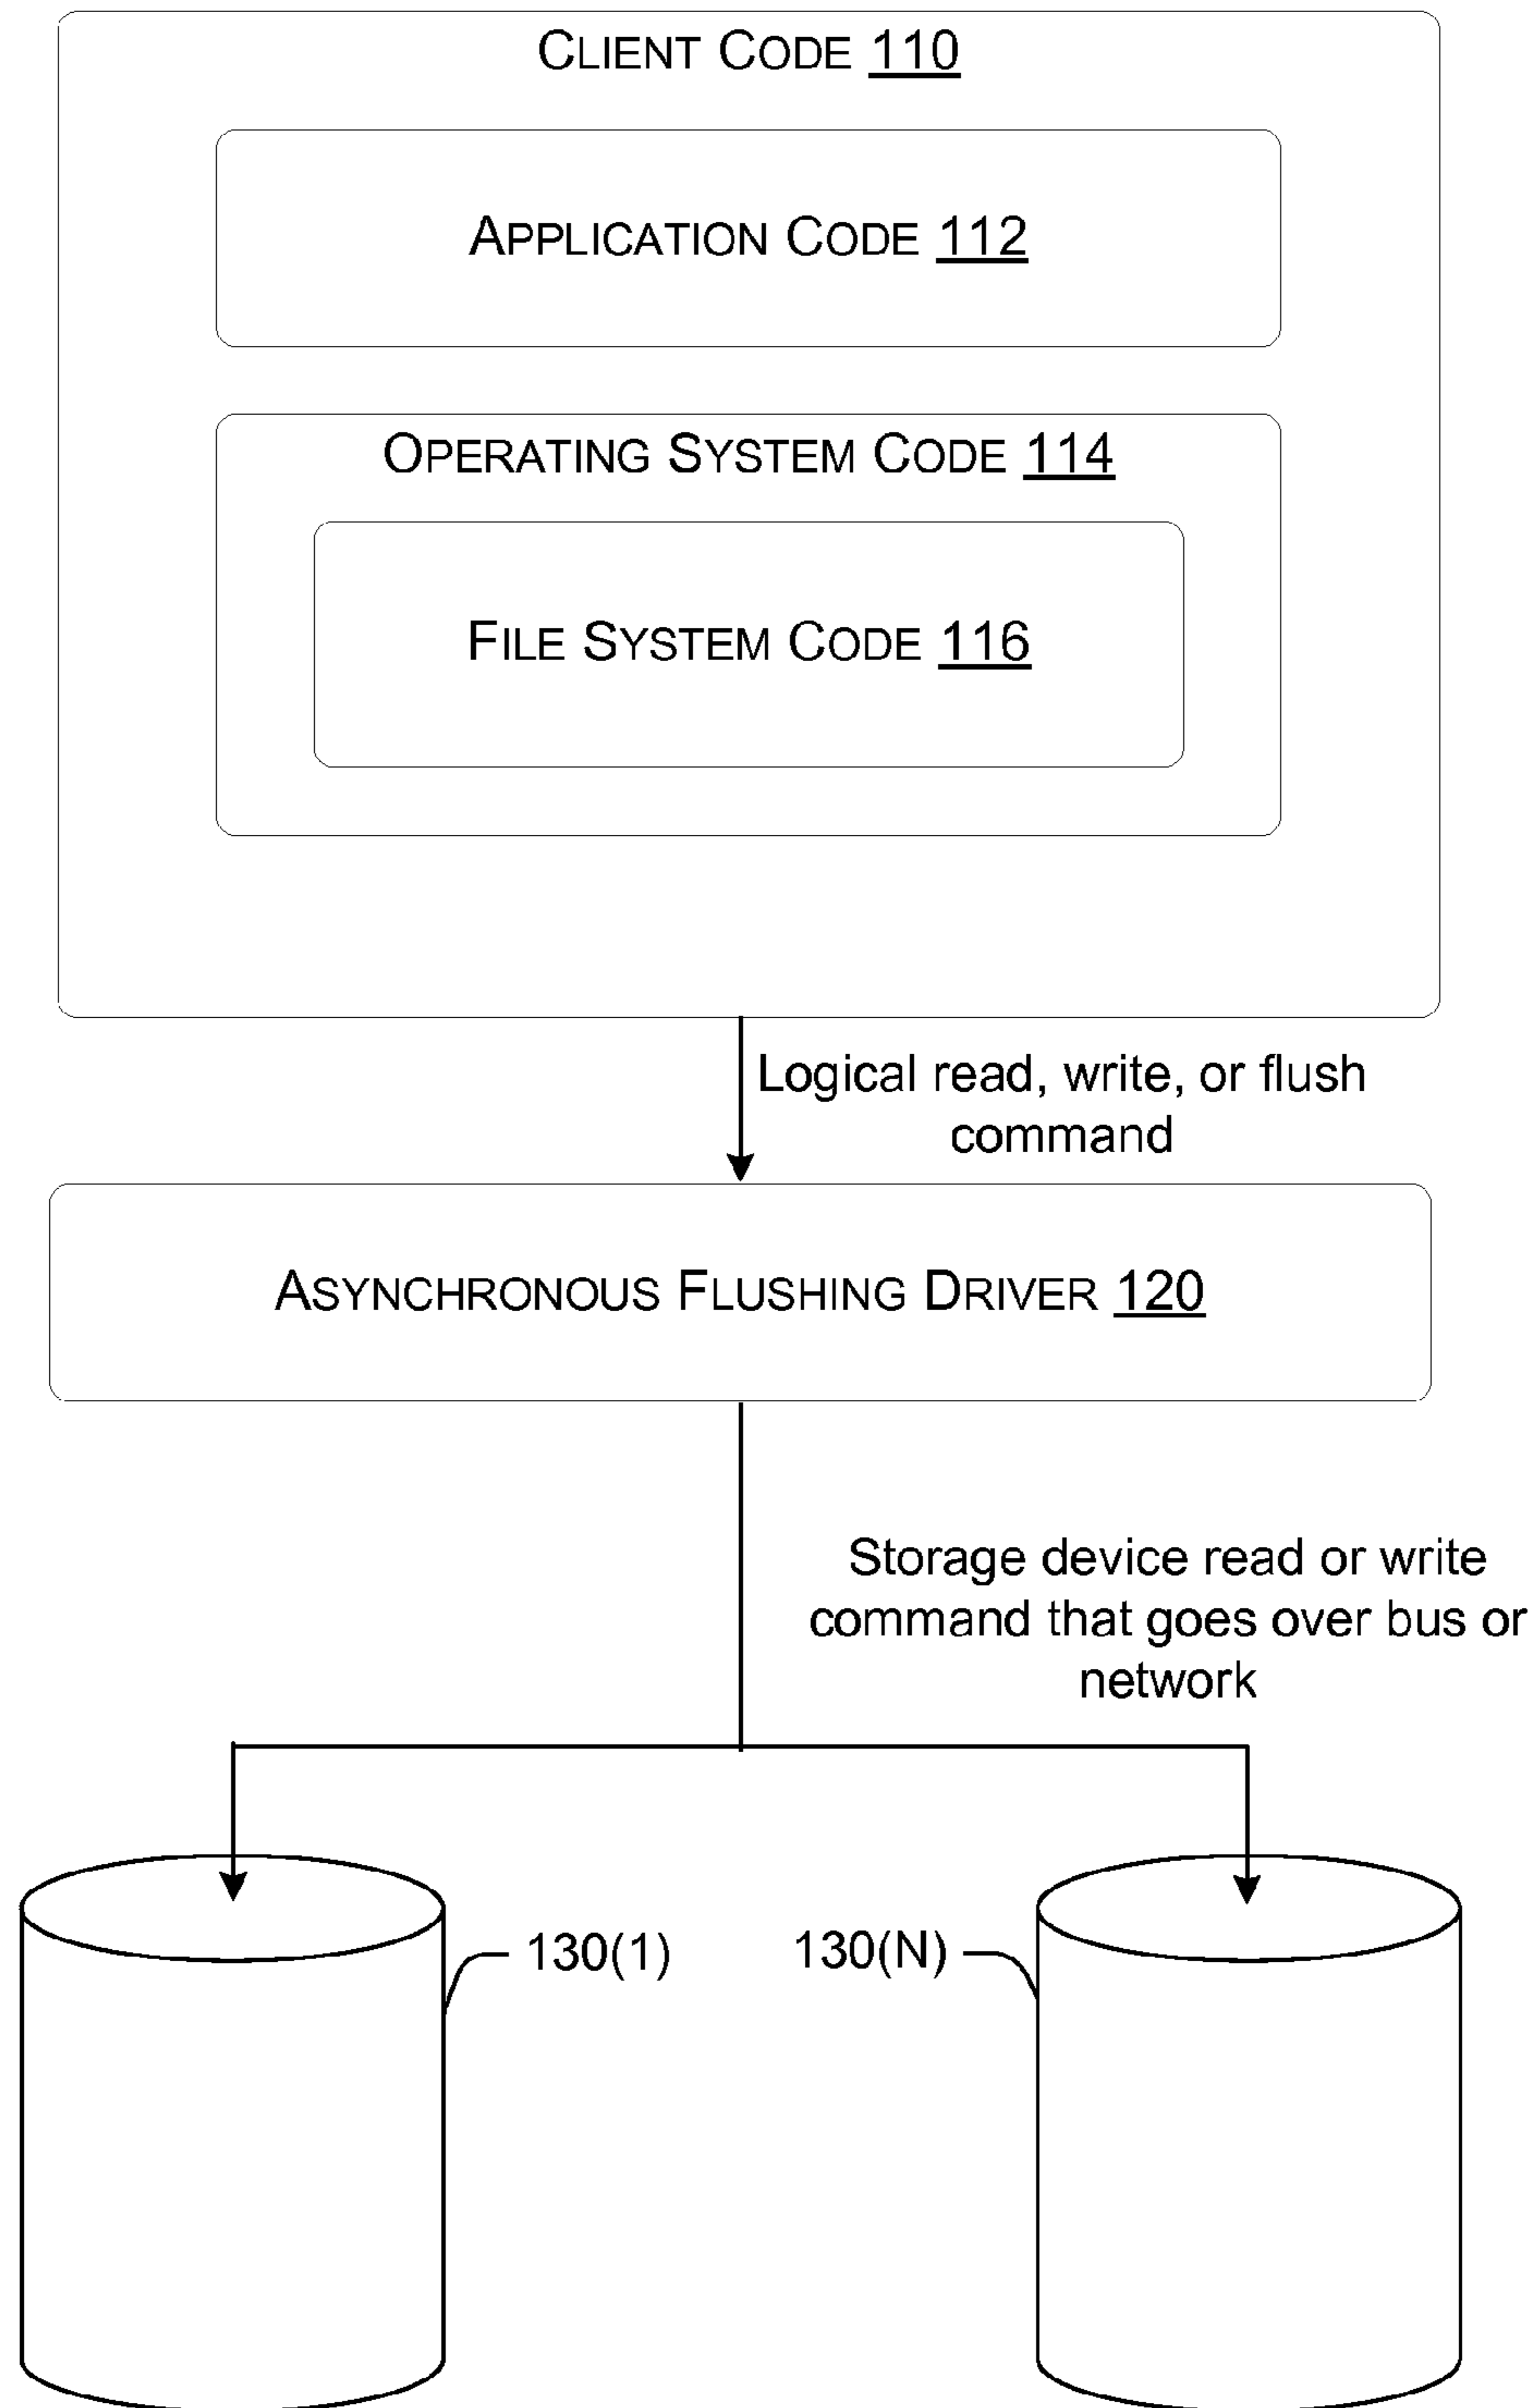 CLIENT CODE 110
APPLICATION CODE 112
OPERATING SYSTEM CODE 114
FILE SYSTEM CODE 116
Logical read, write, or flush
command
ASYNCHRONOUS FLUSHING DRIVER 120
Storage device read or write
command that goes over bus or
network
130(1)
130(N)